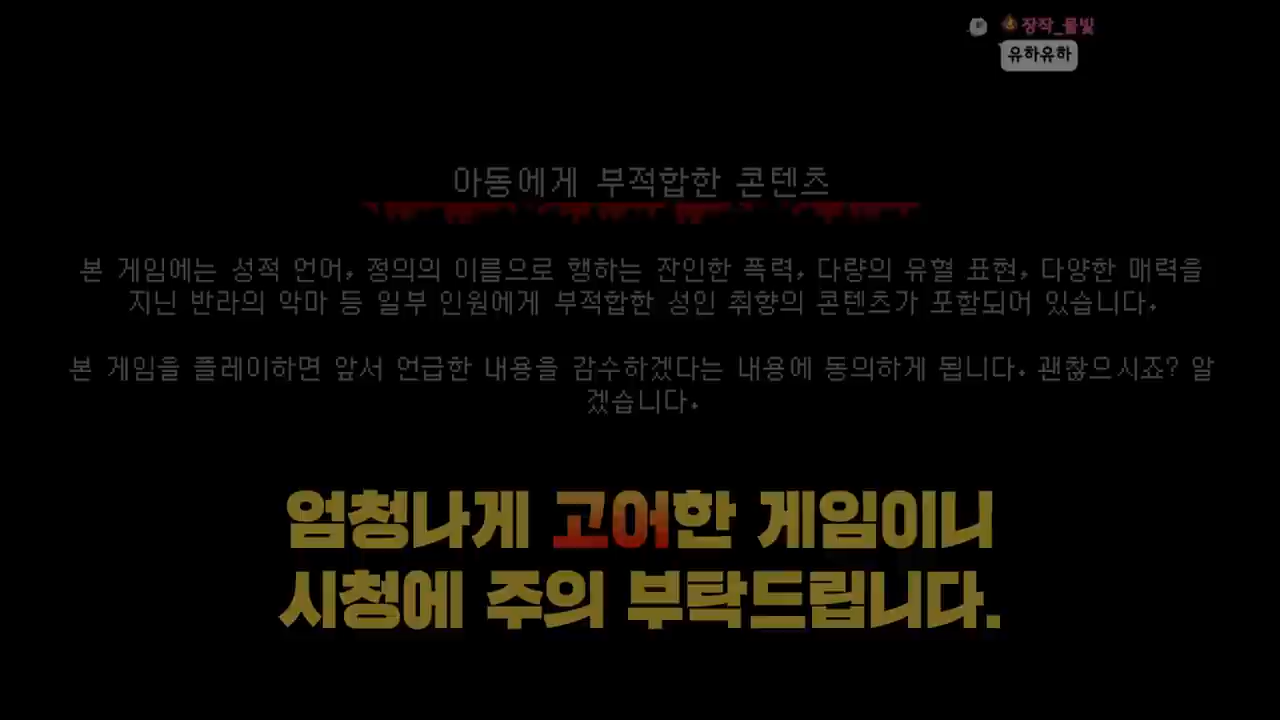 장작_물빛
유하유하
아동에게 부적합한 콘텐츠
본 게임에는 성적 언어, 정의의 이름으로 행하는 잔인한 폭력, 다량의 유혈 표현, 다양한 매력을
지닌 반라의 악마 등 일부 인원에게 부적합한 성인 취향의 콘텐츠가 포함되어 있습니다.
본 게임을 플레이하면 앞서 언급한 내용을 감수하겠다는 내용에 동의하게 됩니다. 괜찮으시죠? 알
겠습니다.
엄청나게 고어한 게임이니
시청에 주의 부탁드립니다.